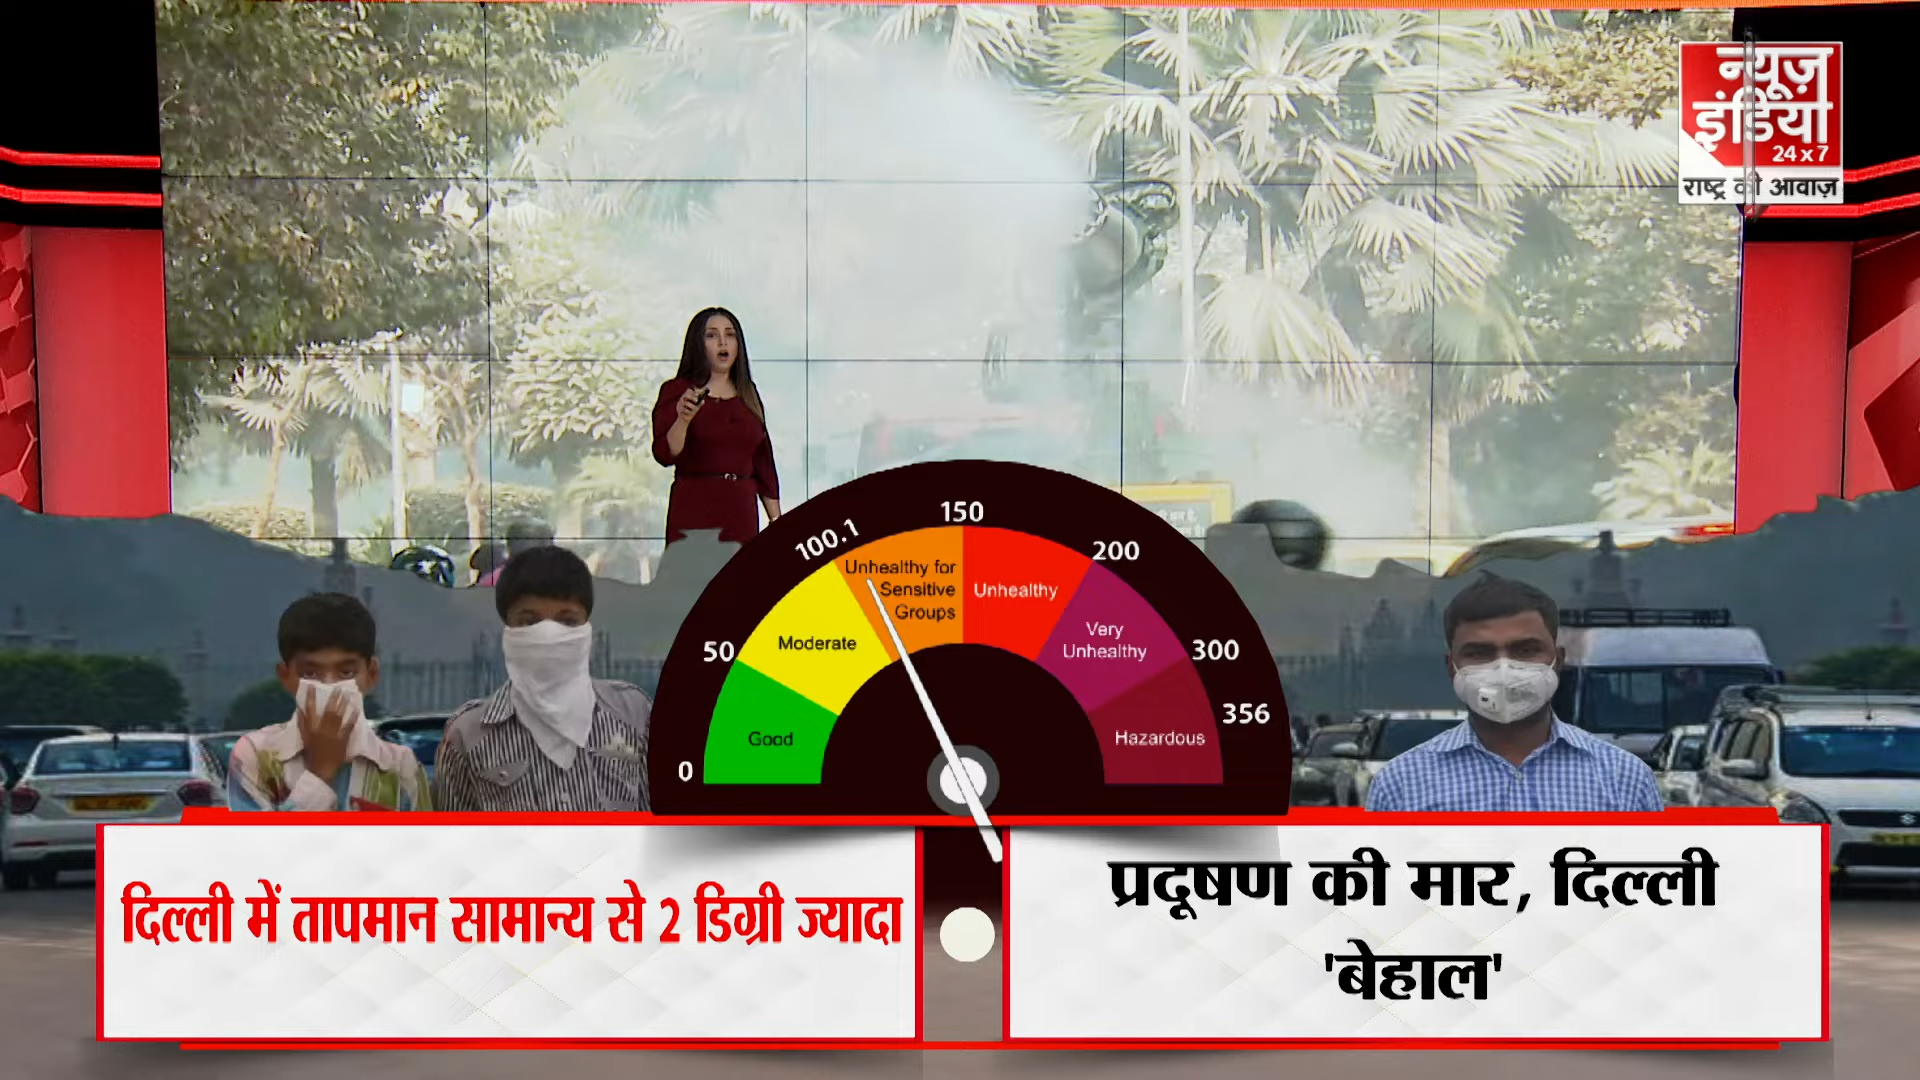 न्यूज़
इंडिया
24x7
राष्ट्र की आवाज़
150
100.1
200
Unhealthy for
Sensitive
Groups
Unhealthy
Moderate
Very
Unhealthy
50
300
356
Good
Hazardous
0
दिल्ली में तापमान सामान्य से 2 डिग्री ज्यादा
प्रदूषण की मार, दिल्ली
'बेहाल'